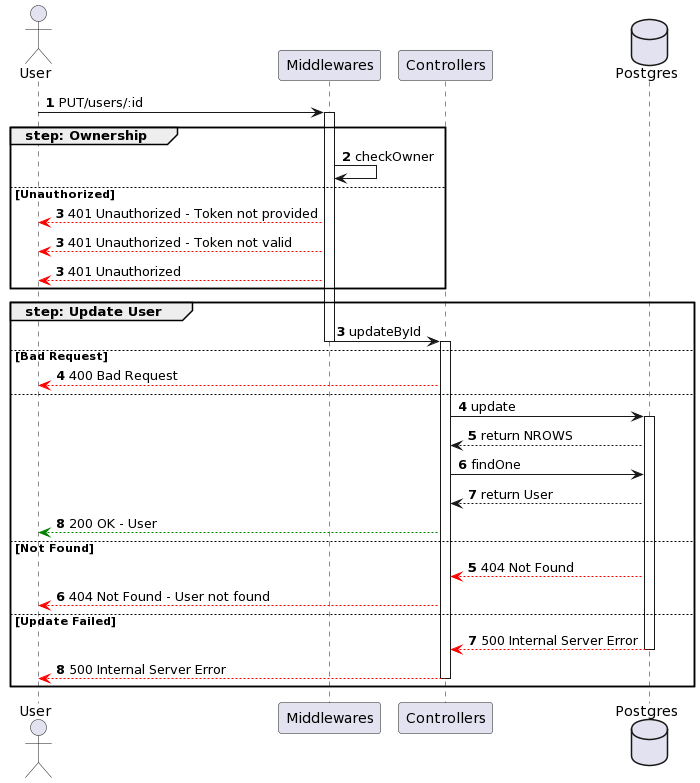 User
Middlewares
Controllers
Postgres
1 PUT/users/:id
step: Ownership
2 checkOwner
[Unauthorized]
3 401 Unauthorized - Token not provided
3 401 Unauthorized - Token not valid
3 401 Unauthorized
step: Update User
3 updateById
[Bad Request]
4 400 Bad Request
4 update
5 return NROWS
6 findOne
7 return User
8 200 OK - User
[Not Found]
5 404 Not Found
6 404 Not Found - User not found
[Update Failed]
7 500 Internal Server Error
8 500 Internal Server Error
User
Middlewares
Controllers
Postgres